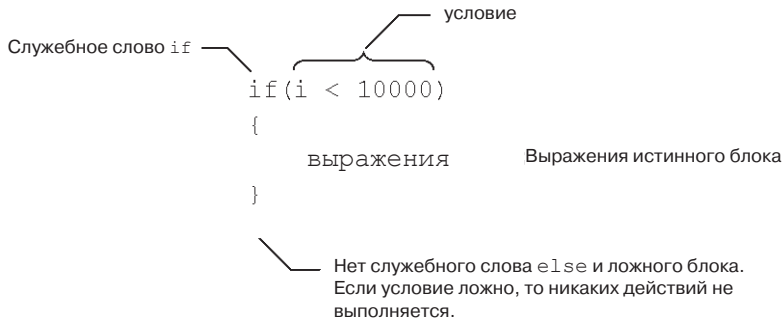 условие
Служебное слово if
if(i < 10000)
{
выражения
Выражения истинного блока
}
Нет служебного слова else и ложного блока.
Если условие ложно, то никаких действий не
выполняется.